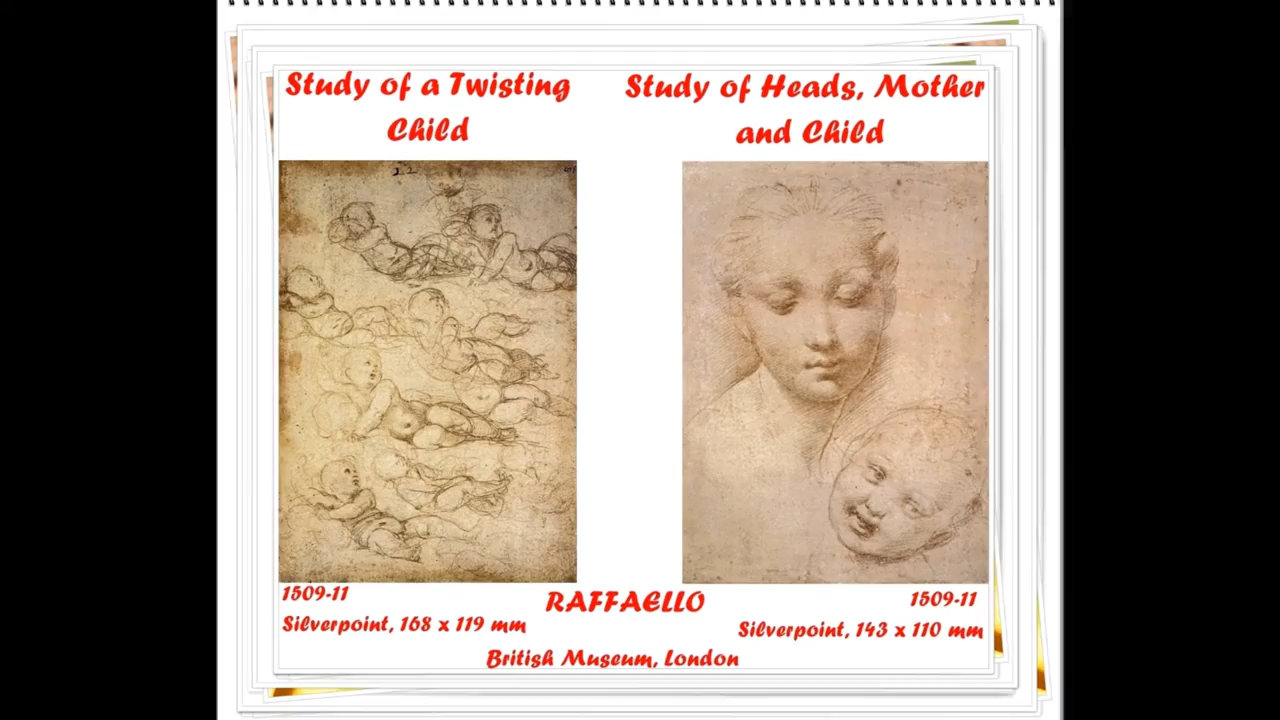 Study of a Twisting
Child
Study of Heads, Mother
and Child
22
1509-11
Silverpoint, 168 x 119 mm
RAFFAELLO
1509-11
Silverpoint, 143 x 110 mm
British Museum, London